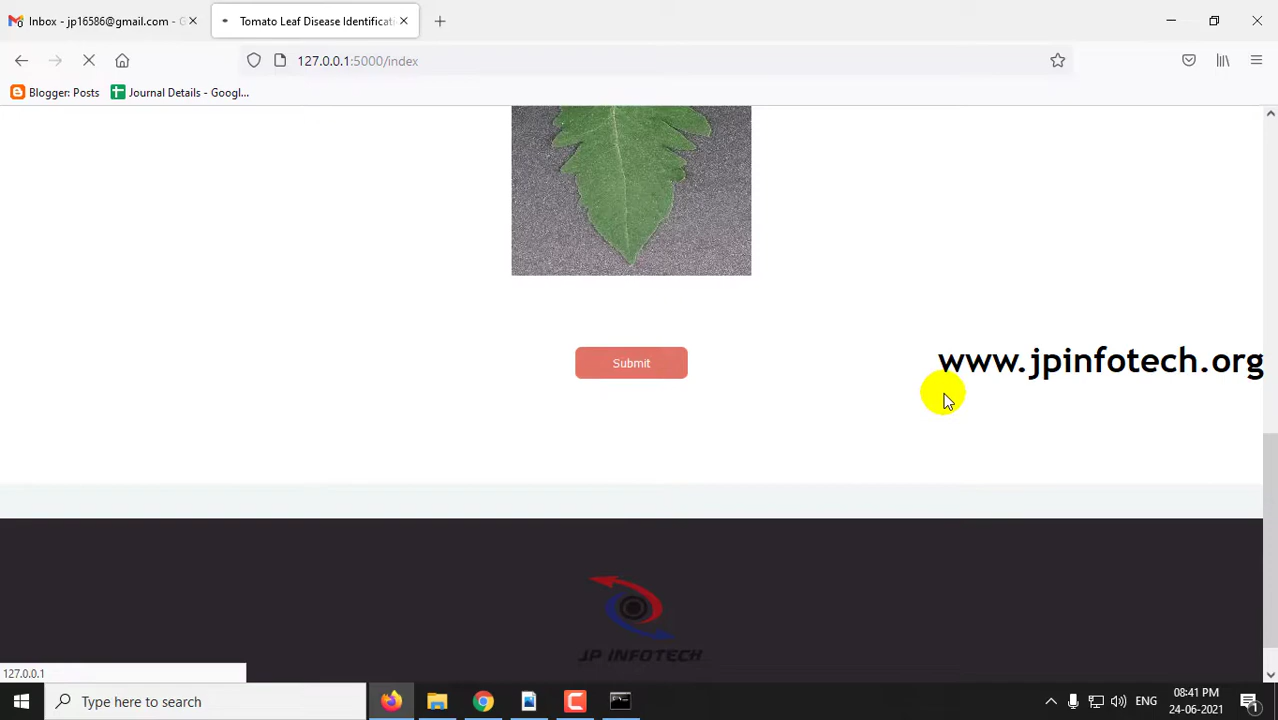 Inbox - jp16586@gmail.com - G
Tomato Leaf Disease Identificati
127.0.0.1:5000/index
Blogger: Posts
Journal Details - Googl...
Submit
www.jpinfotech.org
JP INFOTECH
127.0.0.1
Type here to search
ENG
08:41 PM
24-06-2021
1